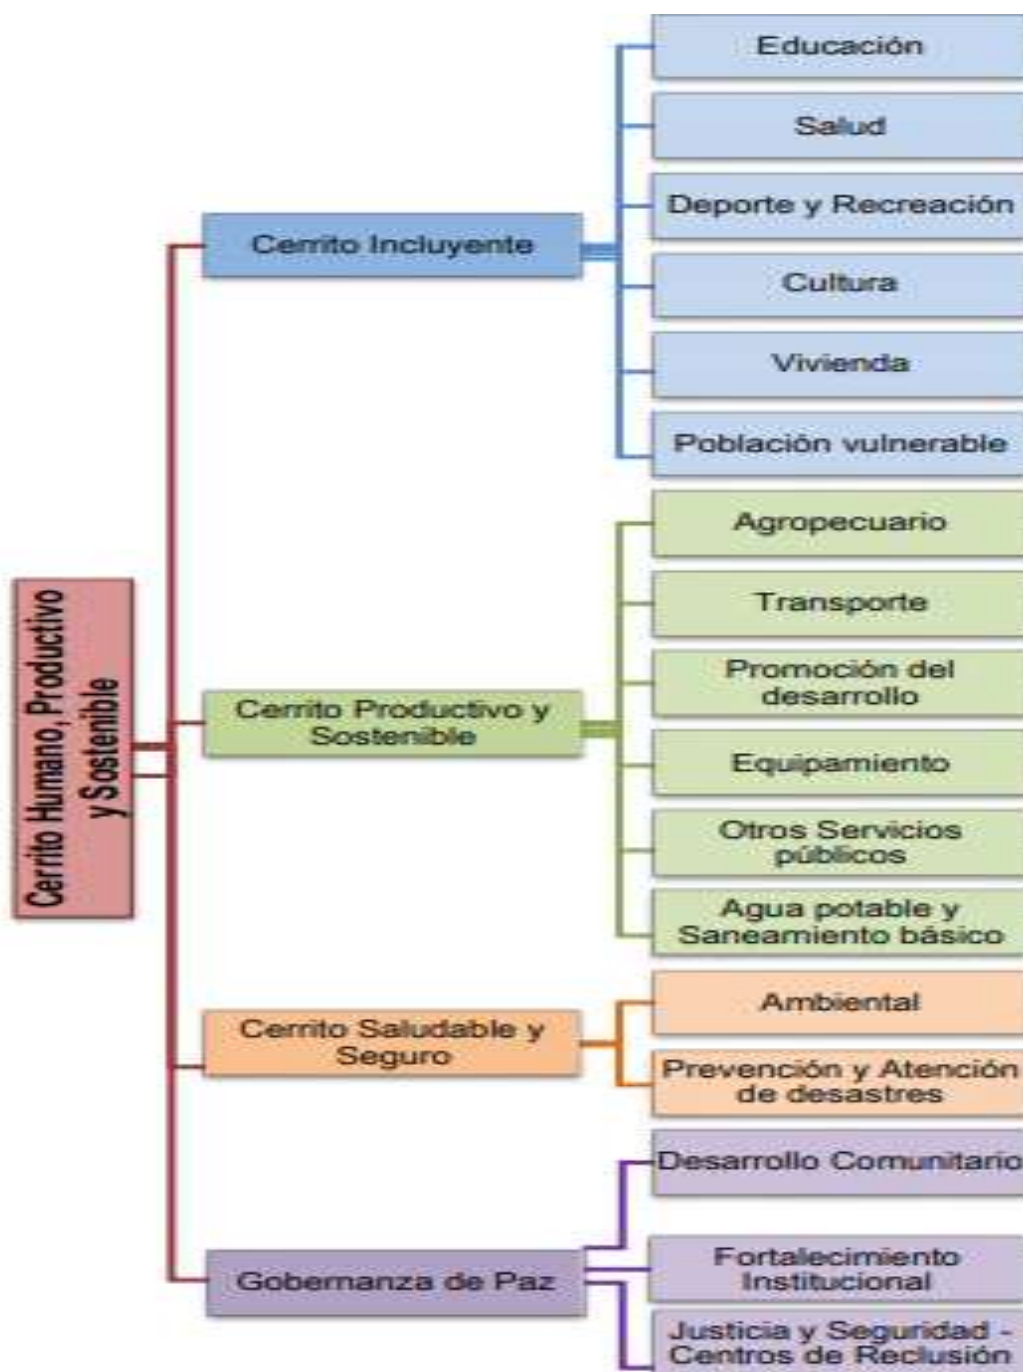 Cerrito Humano, Productivo
y Sostenible
Cerrito Incluyente
Educación
Salud
Deporte y Recreación
Cultura
Vivienda
Población vulnerable
Cerrito Productivo y
Sostenible
Agropecuario
Transporte
Promoción del
desarrollo
Equipamiento
Otros Servicios
públicos
Agua potable y
Saneamiento básico
Cerrito Saludable y
Seguro
Ambiental
Prevención y Atención
de desastres
Gobernanza de Paz
Desarrollo Comunitario
Fortalecimiento
Institucional
Justicia y Seguridad -
Centros de Reclusión